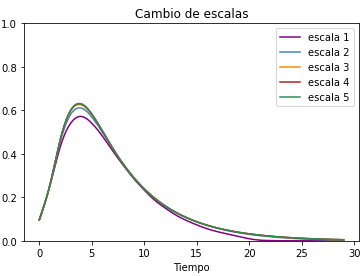 Cambio de escalas
1.0
0.8
0.6
0.4
0.2
0.0
escala 1
escala 2
escala 3
escala 4
escala 5
0 5 10 15 20 25 30
Tiempo